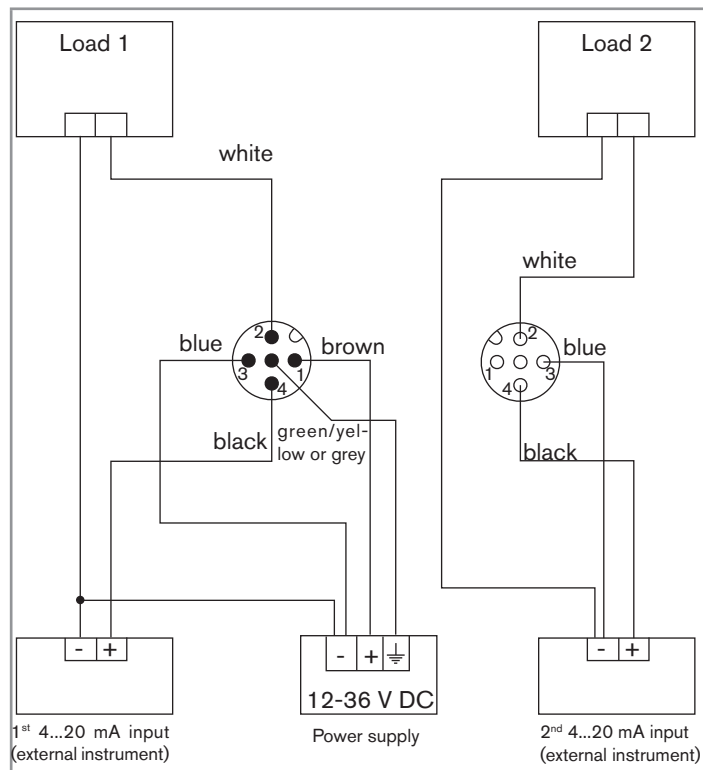 Load 1
Load 2
white
white
blue
2
brown
3
1
4
2
blue
1
3
4
black
green/yel-
low or grey
black
- +
- +
- +
12-36 V DC
1st 4...20 mA input
(external instrument)
Power supply
2nd 4...20 mA input
(external instrument)